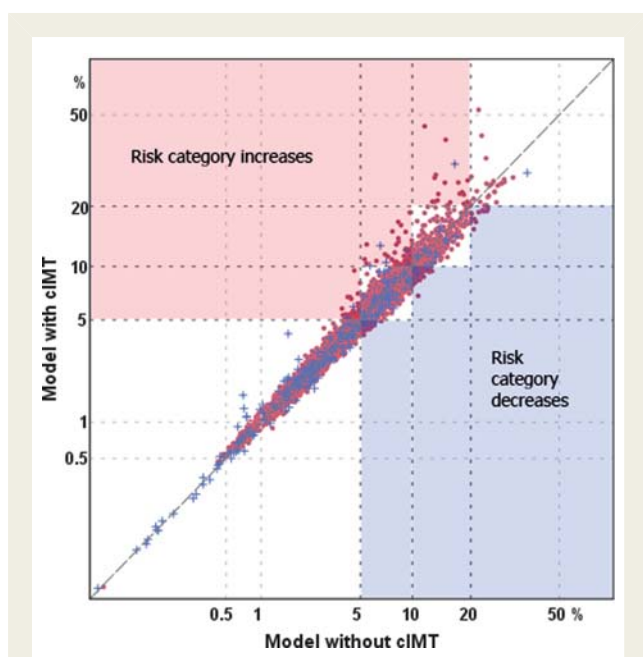 %
50
Risk category increases
20
10
5
1
0.5
Model with cIMT
Risk
category
decreases
0.5 1 5 10 20 50 %
Model without cIMT